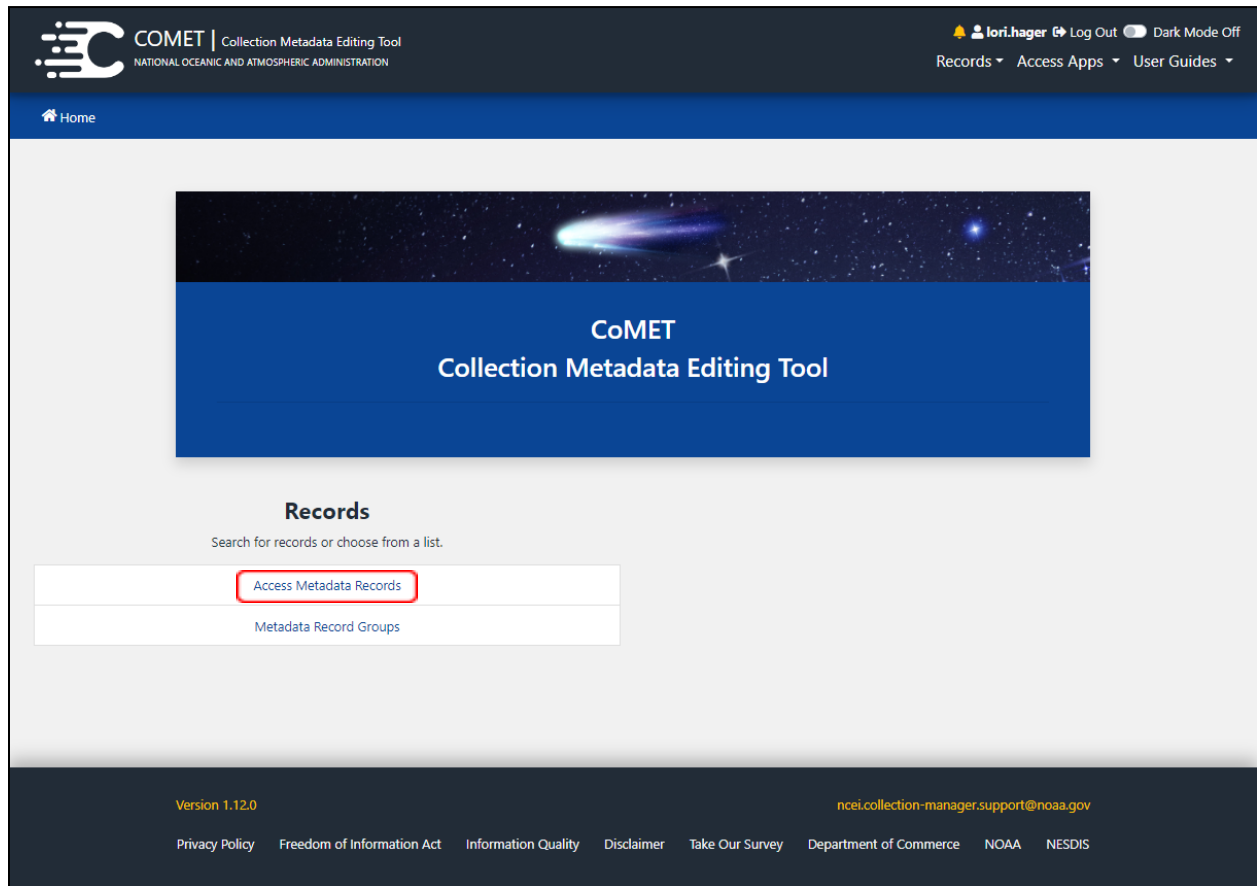 COMET | Collection Metadata Editing Tool
NATIONAL OCEANIC AND ATMOSPHERIC ADMINISTRATION
lori.hager Log Out Dark Mode Off
Records Access Apps User Guides
Home
CoMET
Collection Metadata Editing Tool
Records
Search for records or choose from a list.
Access Metadata Records
Metadata Record Groups
Version 1.12.0
ncei.collection-manager.support@noaa.gov
Privacy Policy Freedom of Information Act Information Quality Disclaimer Take Our Survey Department of Commerce NOAA NESDIS